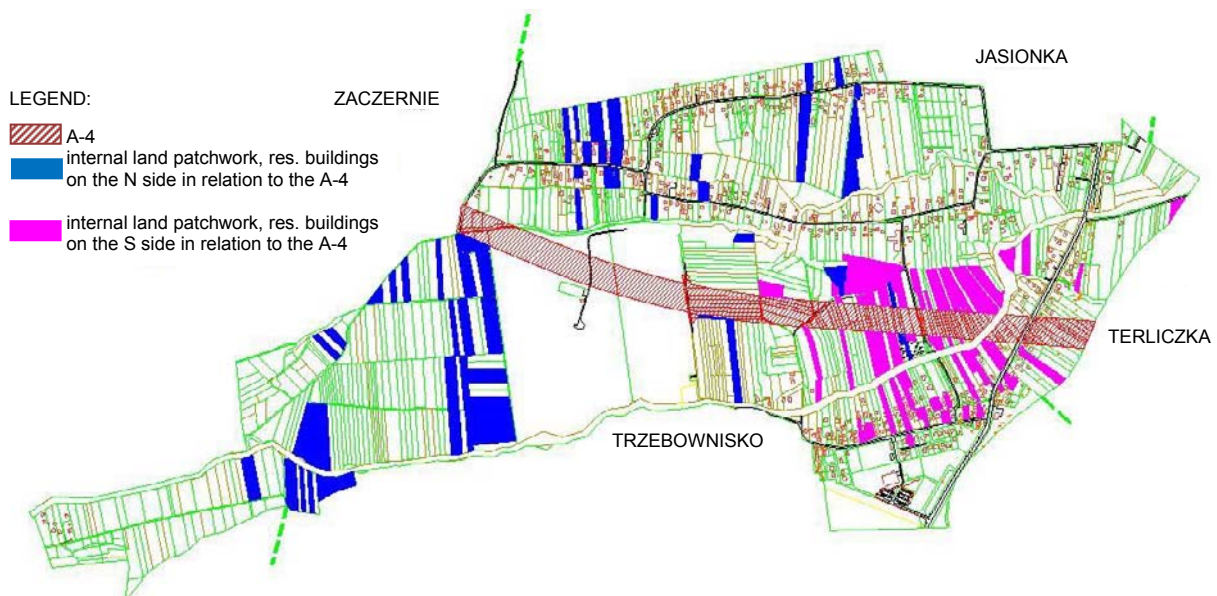 JASIONKA
LEGEND:
ZACZERNIE
A-4
internal land patchwork, res. buildings
on the N side in relation to the A-4
internal land patchwork, res. buildings
on the S side in relation to the A-4
TERLICZKA
TRZEBOWNISKO